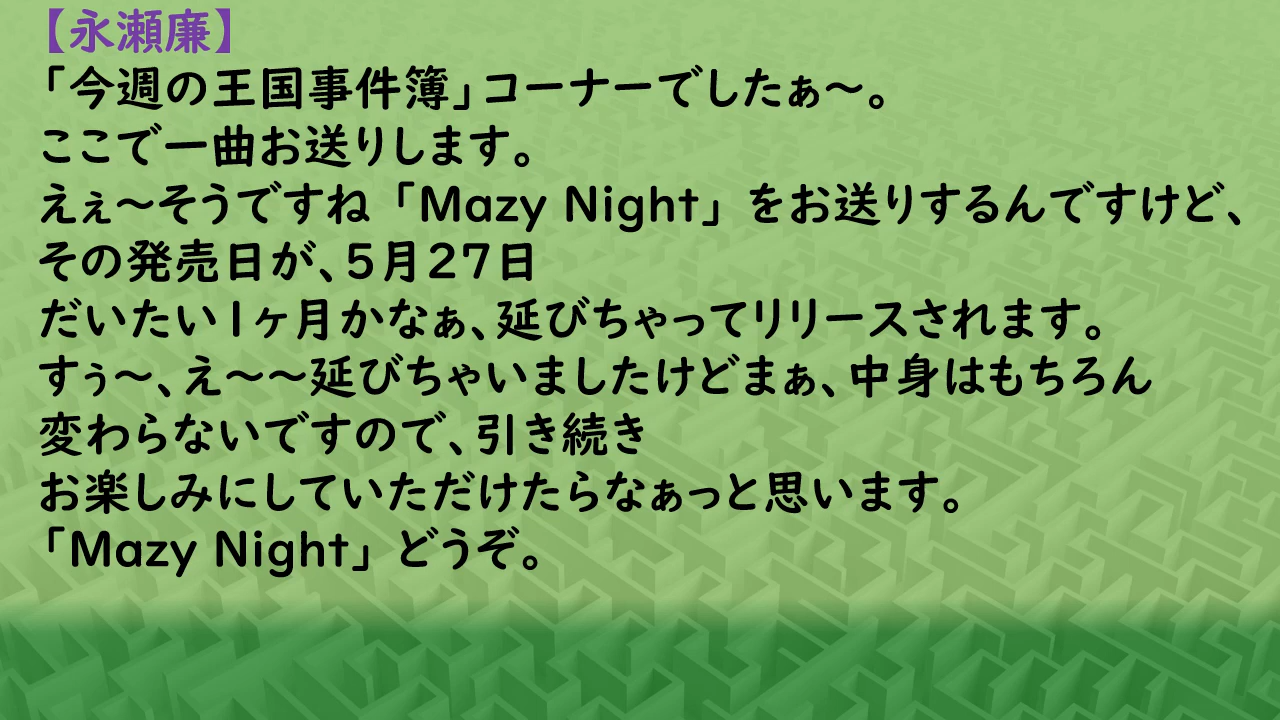 【永瀬廉】
「今週の王国事件簿」コーナーでしたぁ～。
ここで一曲お送りします。
えぇ～そうですね「Mazy Night」をお送りするんですけど、
その発売日が、5月27日
だいたい1ヶ月かなぁ、延びちゃってリリースされます。
すぅ～、え～～延びちゃいましたけどまぁ、中身はもちろん
変わらないですので、引き続き
お楽しみにしていただけたらなぁっと思います。
「Mazy Night」どうぞ。